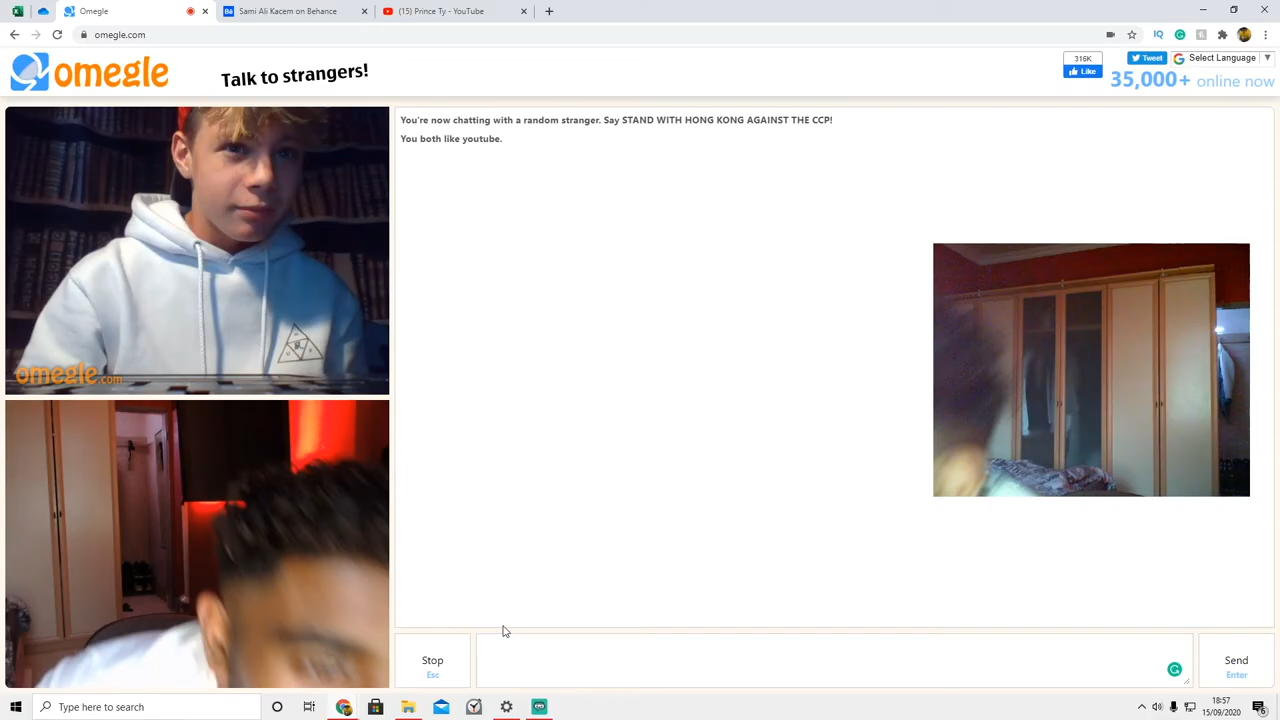 Omegle
Sami Ali Kacem on Behance
(15) Prince Ty - YouTube
omegle.com
omegle
Talk to strangers!
316K
Like
Tweet
Select Language
35,000+ online now
You're now chatting with a random stranger. Say STAND WITH HONG KONG AGAINST THE CCP!
You both like youtube.
omegle.com
Stop
Esc
Send
Enter
Type here to search
18:57
15/09/2020
6